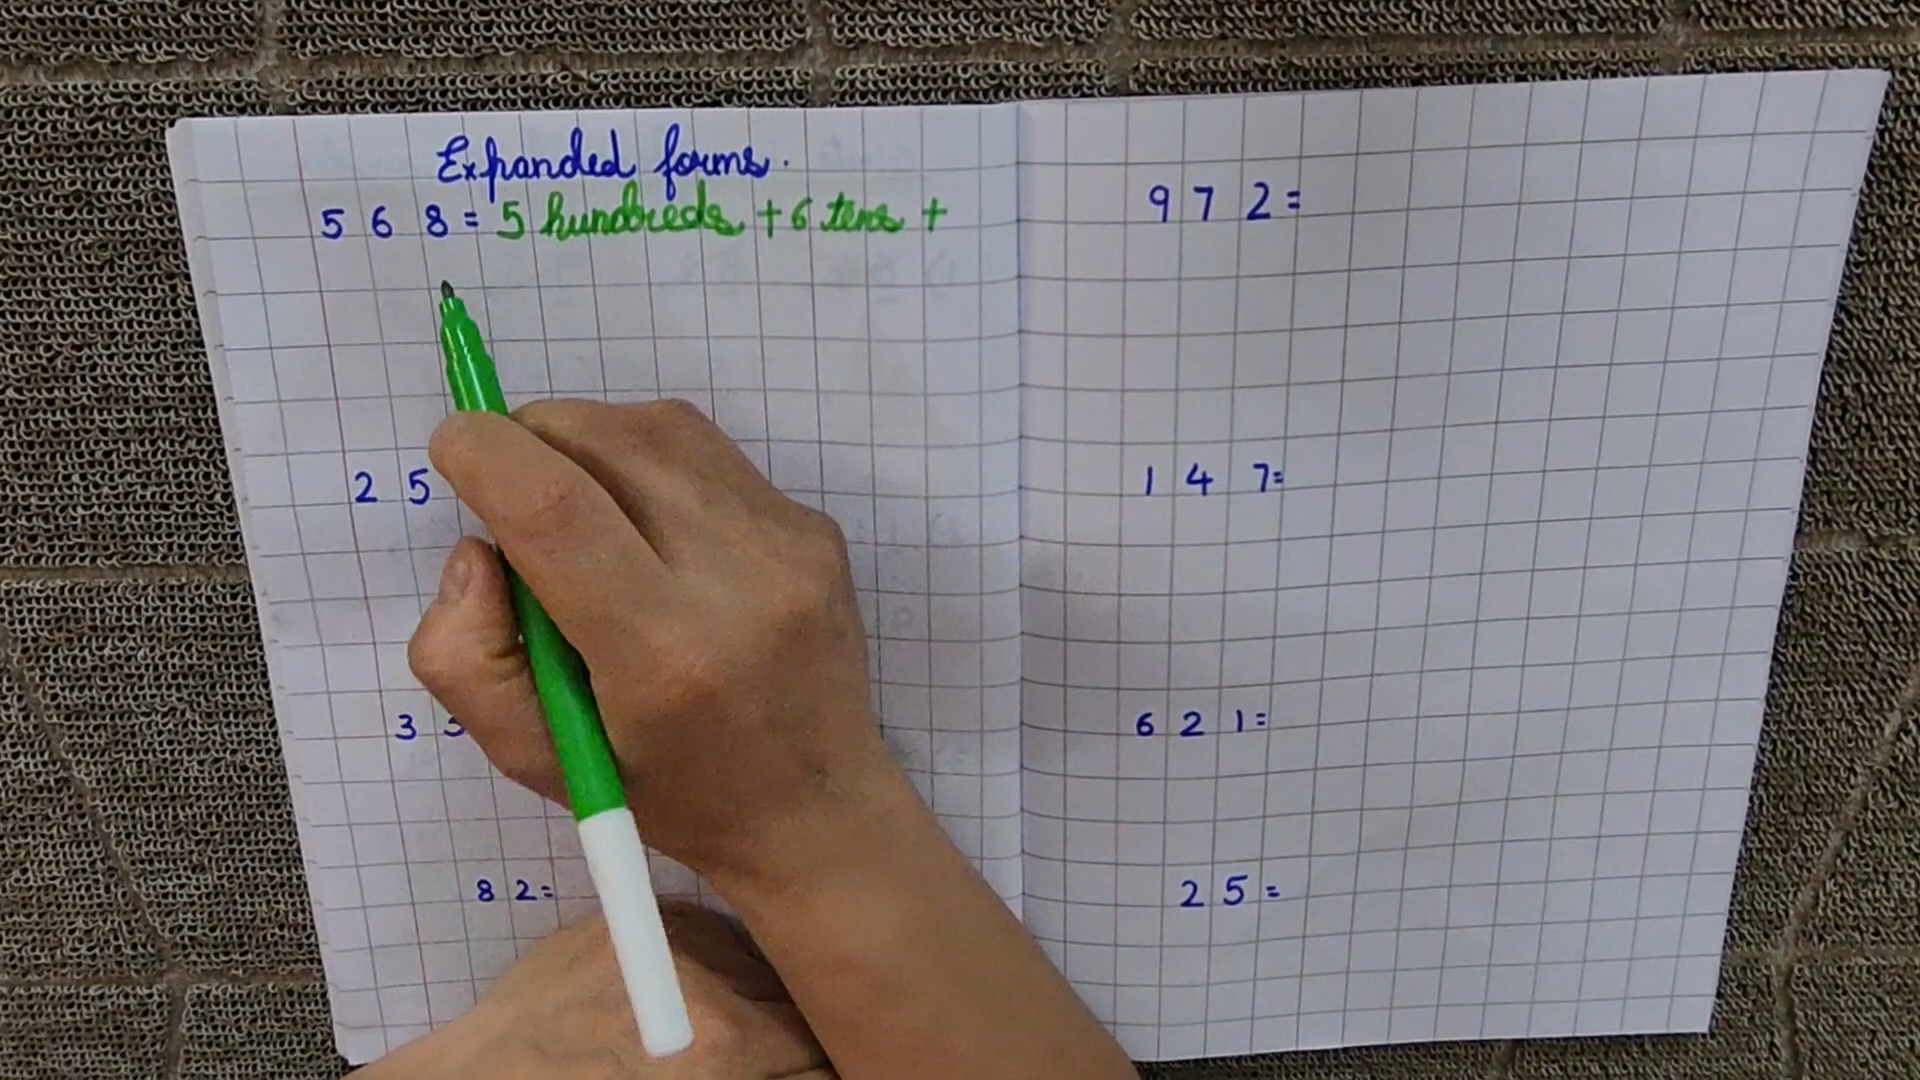 Expanded forms.
5 6 8 = 5 hundreds + 6 tens +
2 5
3
8 2 =
9 7 2 =
1 4 7 =
6 2 1 =
2 5 =